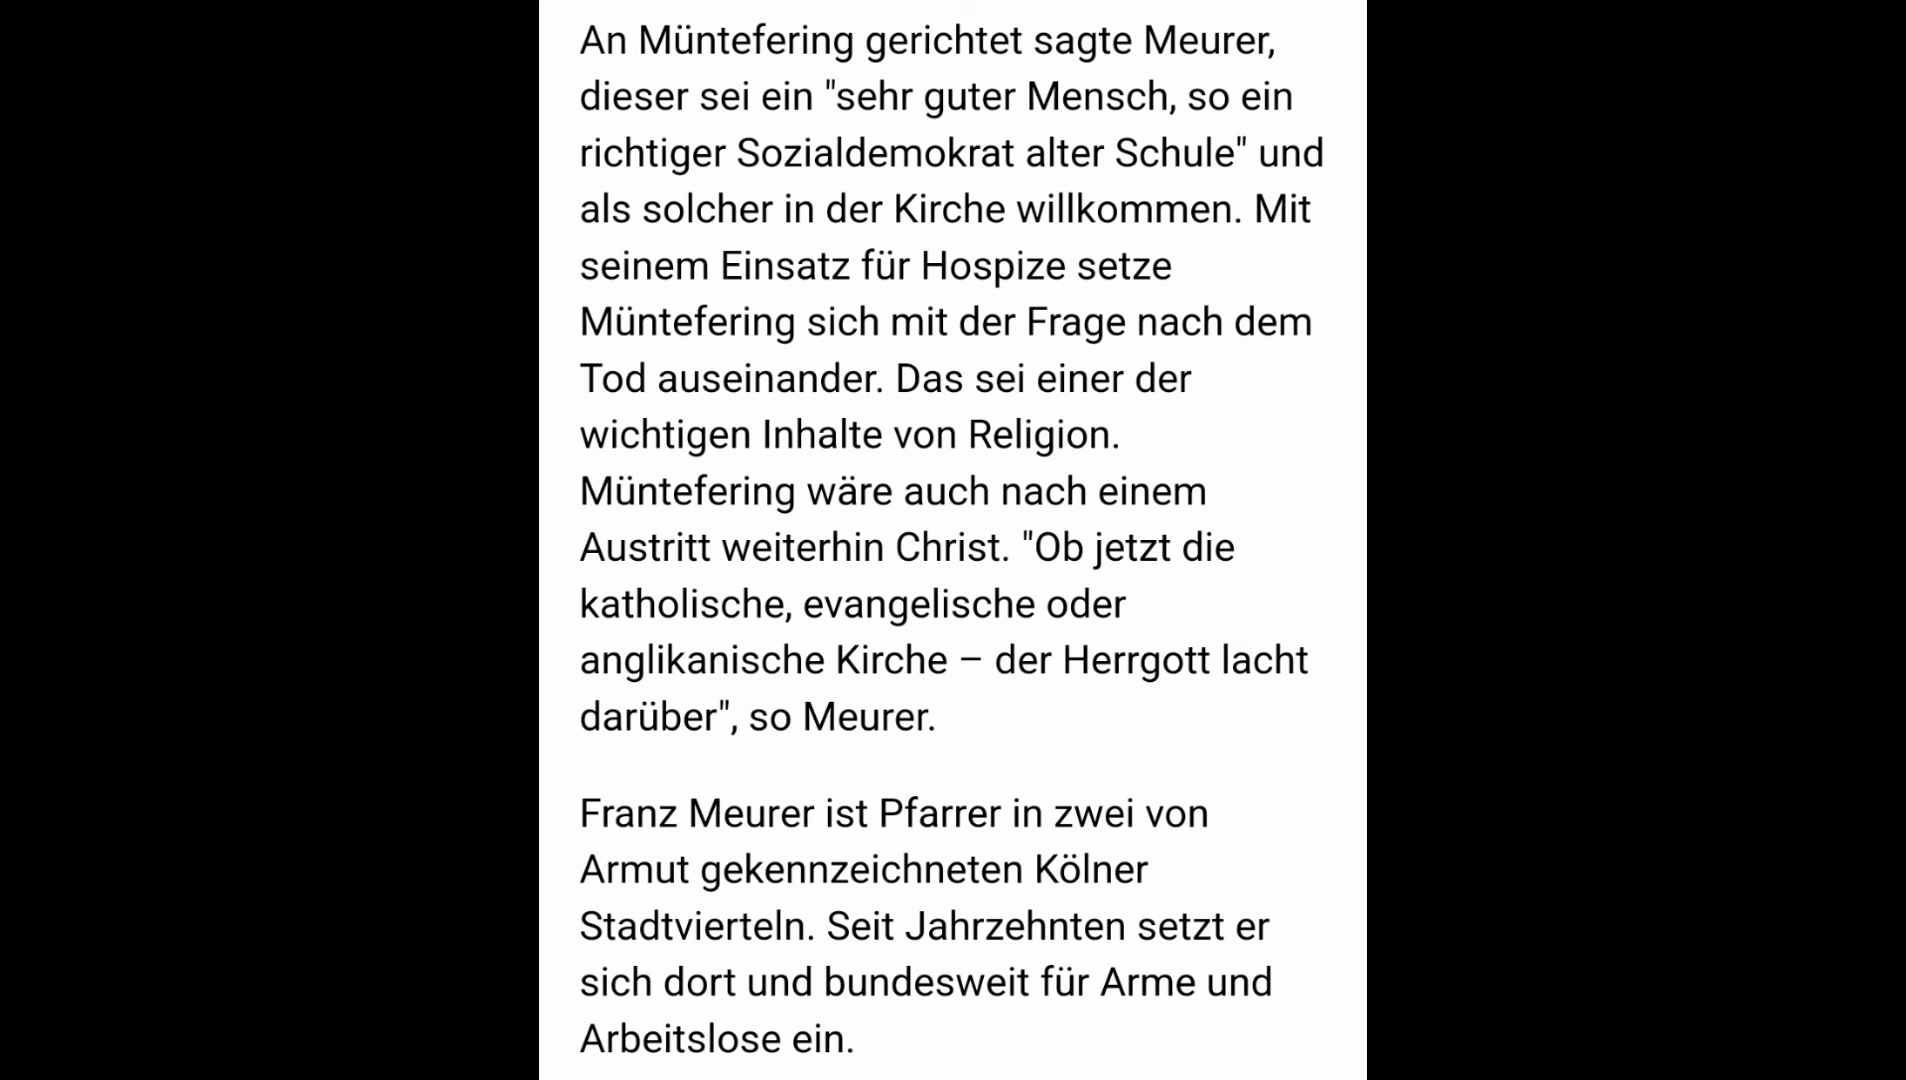 An Müntefering gerichtet sagte Meurer,
dieser sei ein "sehr guter Mensch, so ein
richtiger Sozialdemokrat alter Schule" und
als solcher in der Kirche willkommen. Mit
seinem Einsatz für Hospize setze
Müntefering sich mit der Frage nach dem
Tod auseinander. Das sei einer der
wichtigen Inhalte von Religion.
Müntefering wäre auch nach einem
Austritt weiterhin Christ. "Ob jetzt die
katholische, evangelische oder
anglikanische Kirche – der Herrgott lacht
darüber", so Meurer.
Franz Meurer ist Pfarrer in zwei von
Armut gekennzeichneten Kölner
Stadtvierteln. Seit Jahrzehnten setzt er
sich dort und bundesweit für Arme und
Arbeitslose ein.